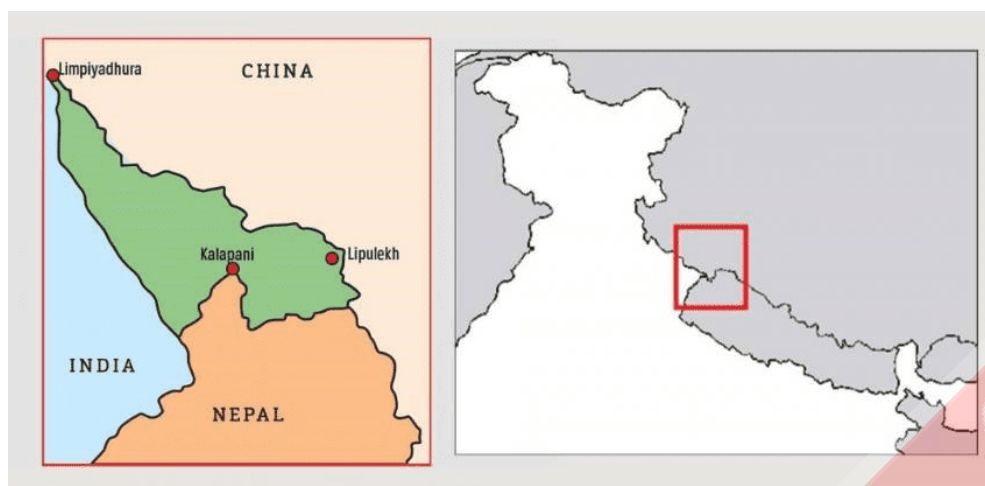 Limpiyadhura
CHINA
Kalapani
Lipulekh
INDIA
NEPAL